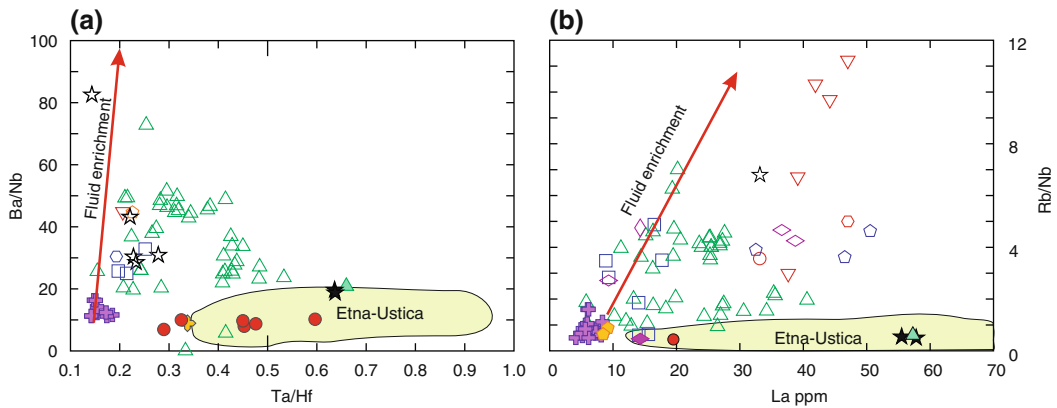 (a)
(b)
100
80
60
40
20
0
Ba/Nb
Fluid enrichment
Etna-Ustica
0.1 0.2 0.3 0.4 0.5 0.6 0.7 0.8 0.9 1.0
Ta/Hf
12
8
4
0
Rb/Nb
Fluid enrichment
Etna-Ustica
0 10 20 30 40 50 60 70
La ppm